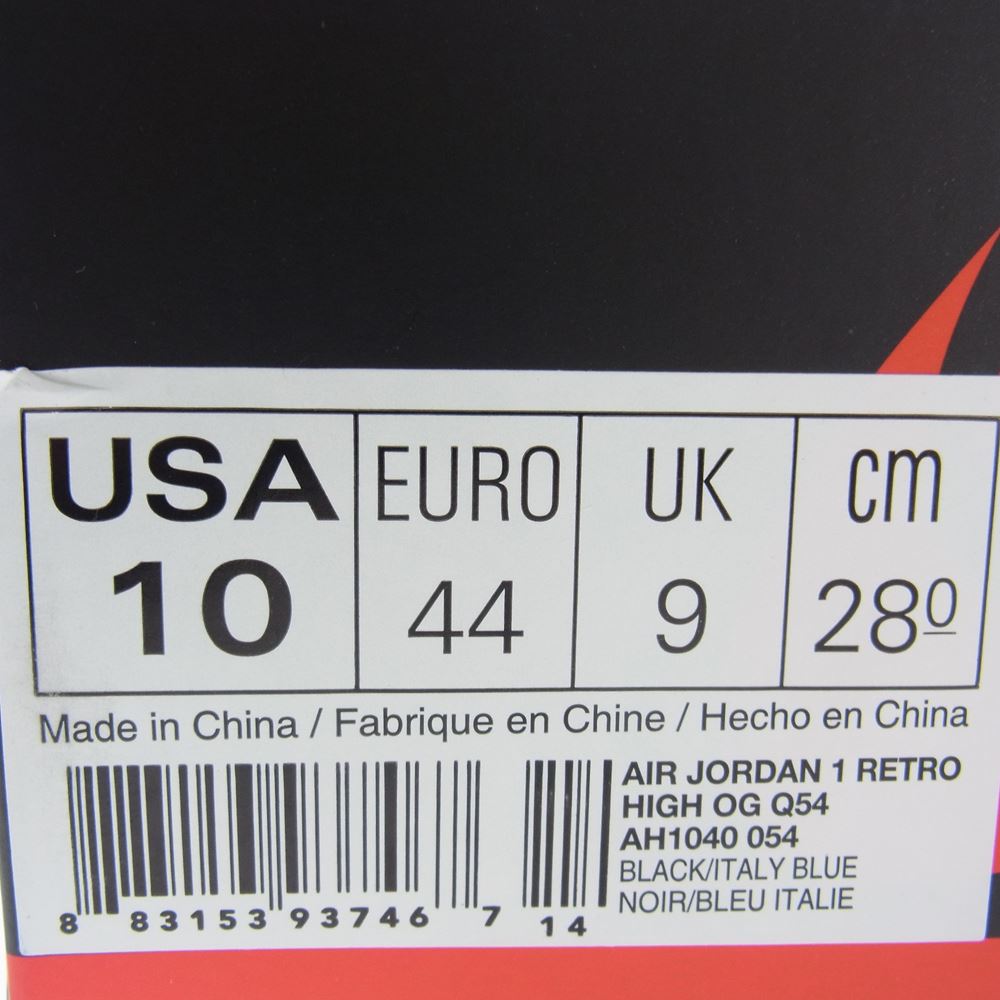 USA EURO UK cm
10 44 9 28 0
Made in China / Fabrique en Chine / Hecho en China
AIR JORDAN 1 RETRO
HIGH OG Q54
AH1040 054
BLACK/ITALY BLUE
NOIR/BLEU ITALIE
8 83153 93746 7 14